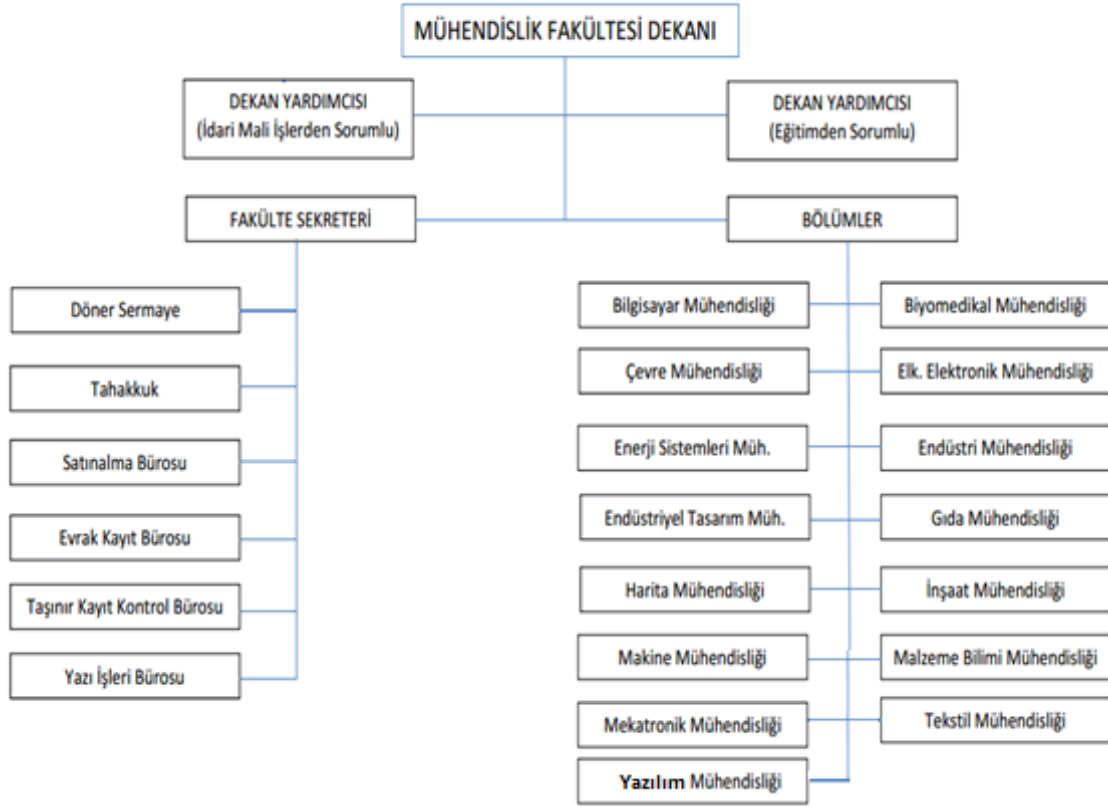 MÜHENDİSLİK FAKÜLTESİ DEKANI
DEKAN YARDIMCISI
(İdari Mali İşlerden Sorumlu)
DEKAN YARDIMCISI
(Eğitimden Sorumlu)
FAKÜLTE SEKRETERİ
BÖLÜMLER
Döner Sermaye
Tahakkuk
Satınalma Bürosu
Evrak Kayıt Bürosu
Taşınır Kayıt Kontrol Bürosu
Yazı İşleri Bürosu
Bilgisayar Mühendisliği
Biyomedikal Mühendisliği
Çevre Mühendisliği
Elk. Elektronik Mühendisliği
Enerji Sistemleri Müh.
Endüstri Mühendisliği
Endüstriyel Tasarım Müh.
Gıda Mühendisliği
Harita Mühendisliği
İnşaat Mühendisliği
Makine Mühendisliği
Malzeme Bilimi Mühendisliği
Mekatronik Mühendisliği
Tekstil Mühendisliği
Yazılım Mühendisliği